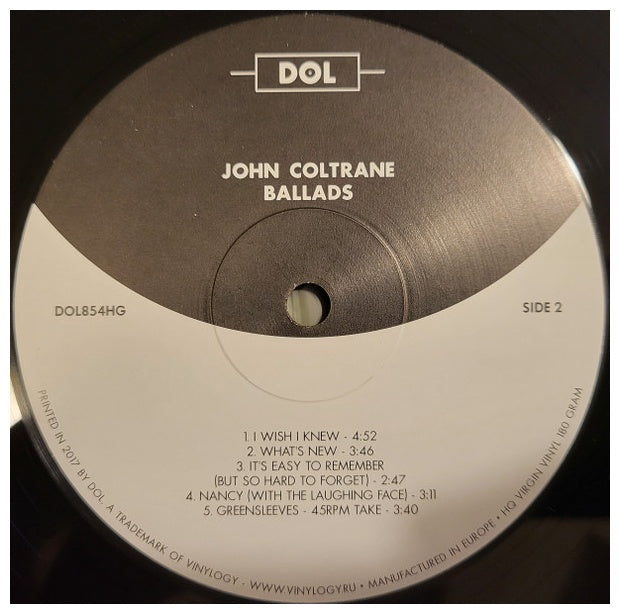 DOL
JOHN COLTRANE
BALLADS
DOL854HG
SIDE 2
1. I WISH I KNEW - 4:52
2. WHAT'S NEW - 3:46
3. IT'S EASY TO REMEMBER
(BUT SO HARD TO FORGET) - 2:47
4. NANCY (WITH THE LAUGHING FACE) - 3:11
5. GREENSLEEVES - 45RPM TAKE - 3:40
PRINTED IN 2017 BY DOL, A TRADEMARK OF VINYLOGY - WWW.VINYLOGY.RU • MANUFACTURED IN EUROPE • HQ VIRGIN VINYL 180 GRAM